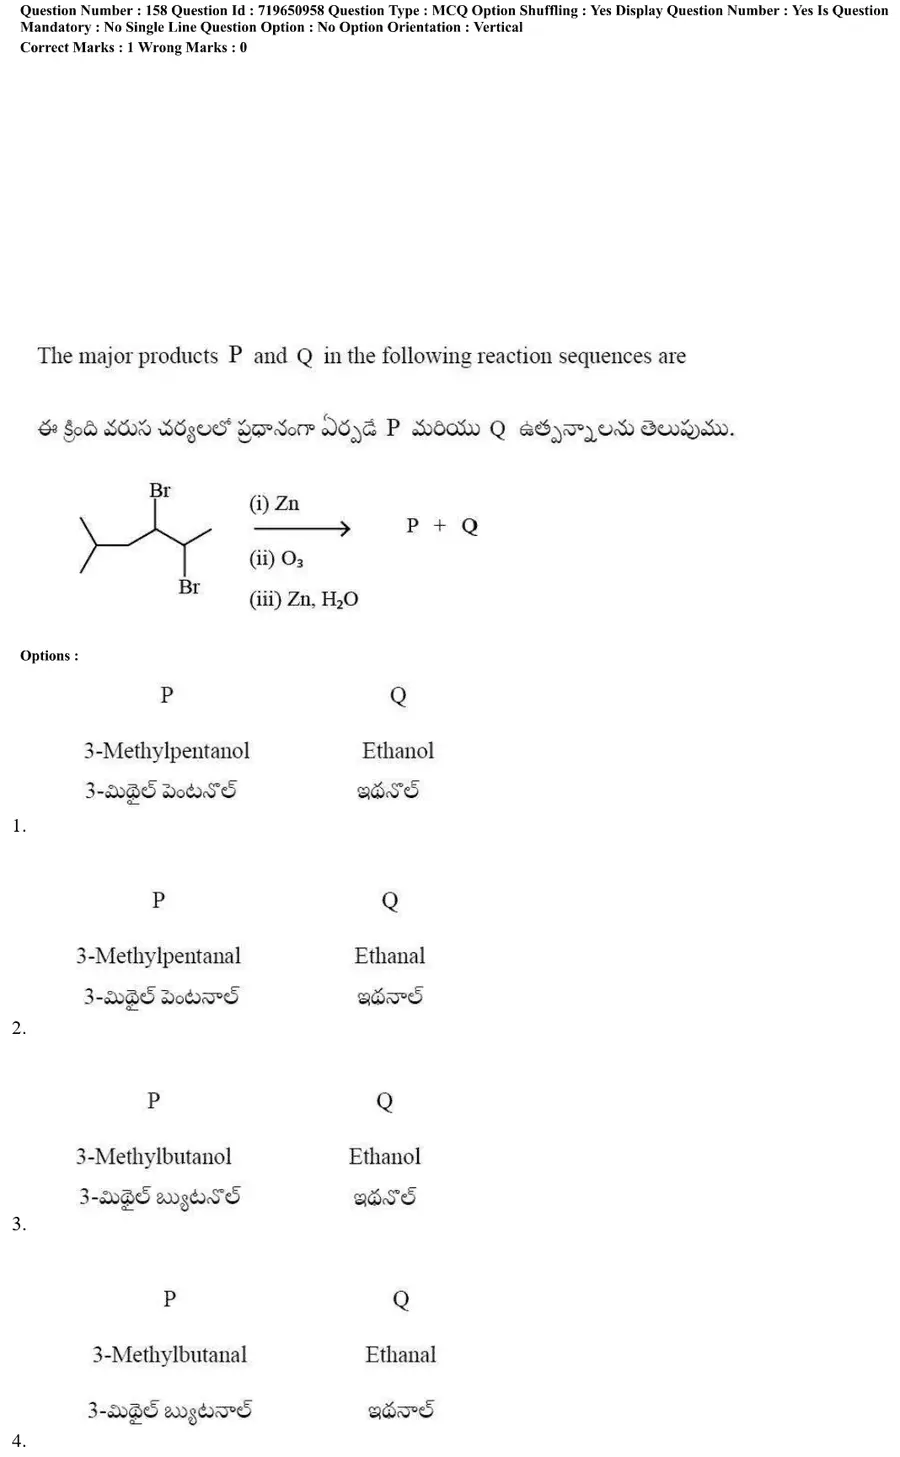 Question Number : 158 Question Id : 719650958 Question Type : MCQ Option Shuffling : Yes Display Question Number : Yes Is Question
Mandatory : No Single Line Question Option : No Option Orientation : Vertical
Correct Marks : 1 Wrong Marks : 0
The major products P and Q in the following reaction sequences are
ఈ క్రింది వరుస చర్యలలో ప్రధానంగా ఏర్పడే P మరియు Q ఉత్పన్నాలను తెలుపుము.
Br
(i) Zn
P + Q
(ii) O₃
Br
(iii) Zn, H₂O
Options :
P Q
3-Methylpentanol Ethanol
3-మిథైల్ పెంటనొల్ ఇథనొల్
1.
P Q
3-Methylpentanal Ethanal
3-మిథైల్ పెంటనాల్ ఇథనాల్
2.
P Q
3-Methylbutanol Ethanol
3-మిథైల్ బ్యుటనొల్ ఇథనొల్
3.
P Q
3-Methylbutanal Ethanal
3-మిథైల్ బ్యుటనాల్ ఇథనాల్
4.